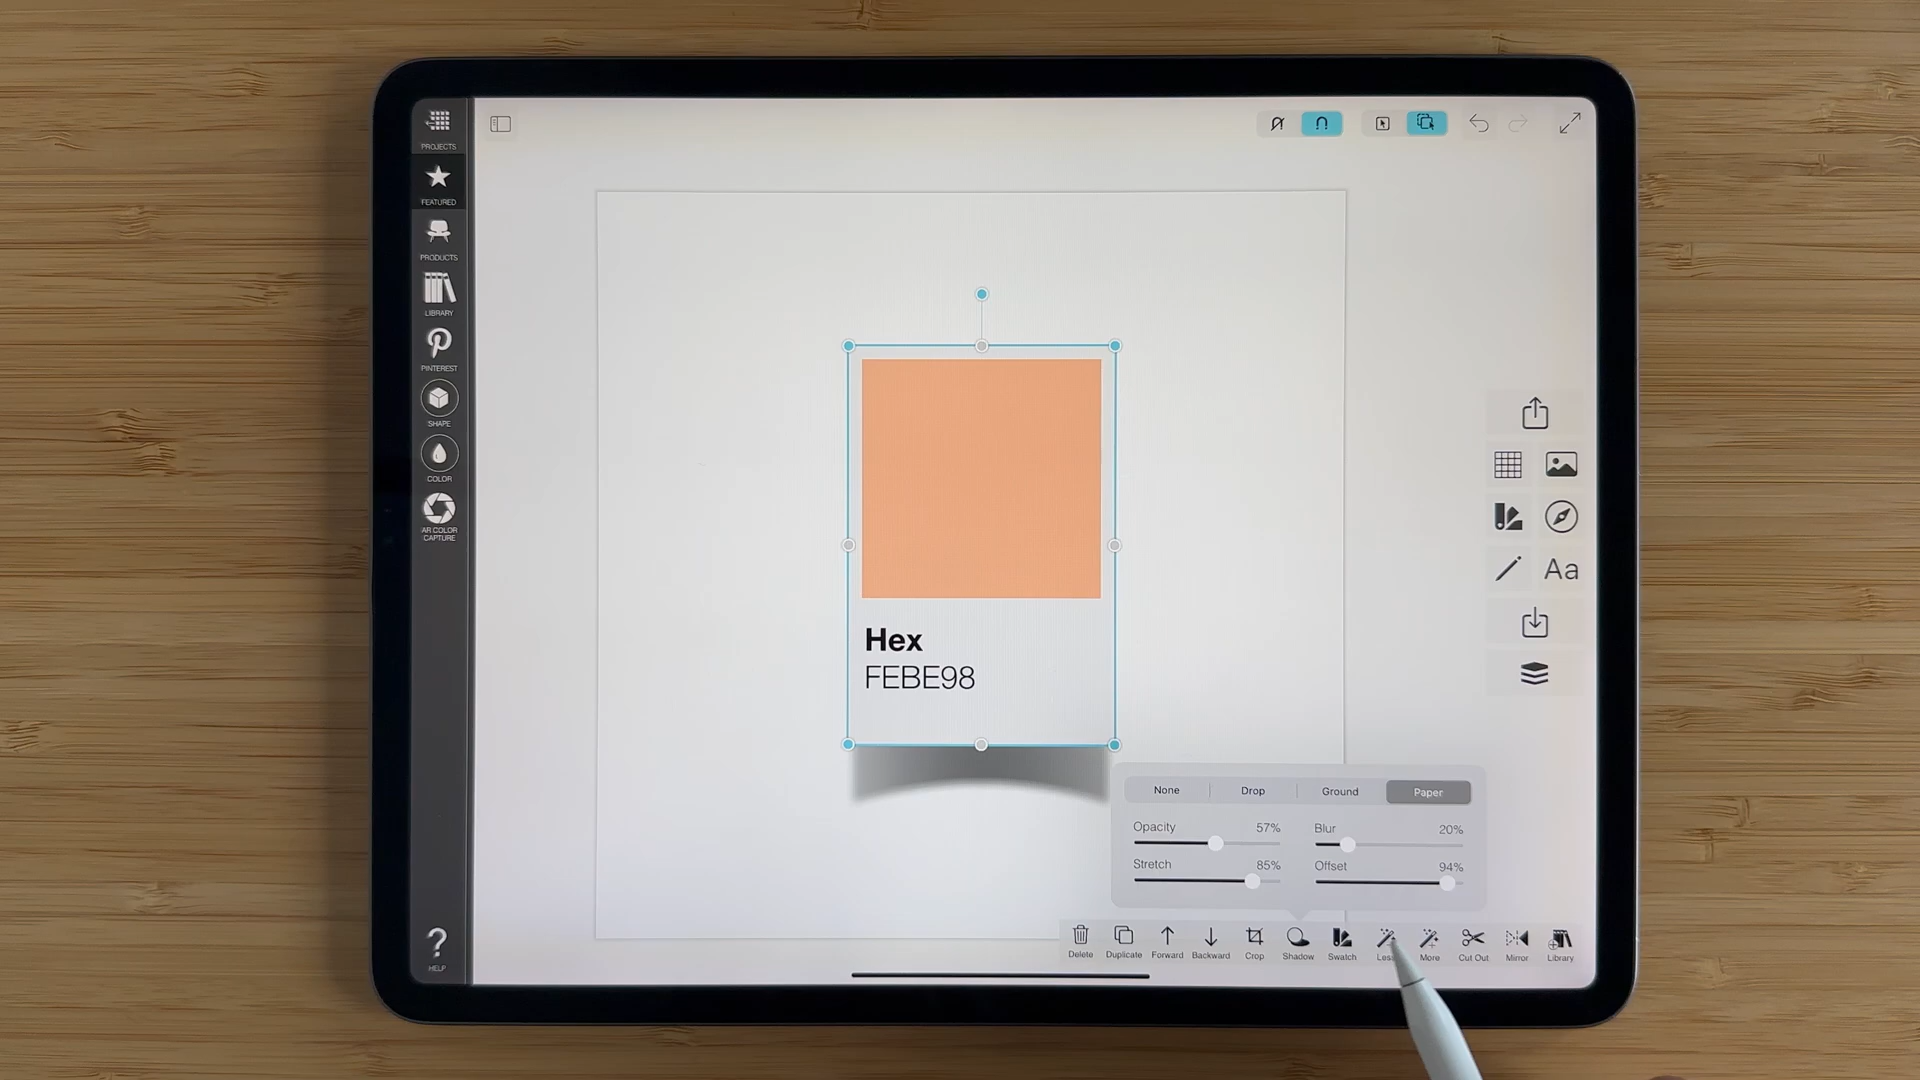 PROJECTS
FEATURED
PRODUCTS
LIBRARY
PINTEREST
SHAPE
COLOR
AR COLOR
CAPTURE
HELP
Hex
FEBE98
Aa
None Drop Ground Paper
Opacity 57% Blur 20%
Stretch 85% Offset 94%
Delete Duplicate Forward Backward Crop Shadow Swatch More Cut Out Mirror Library